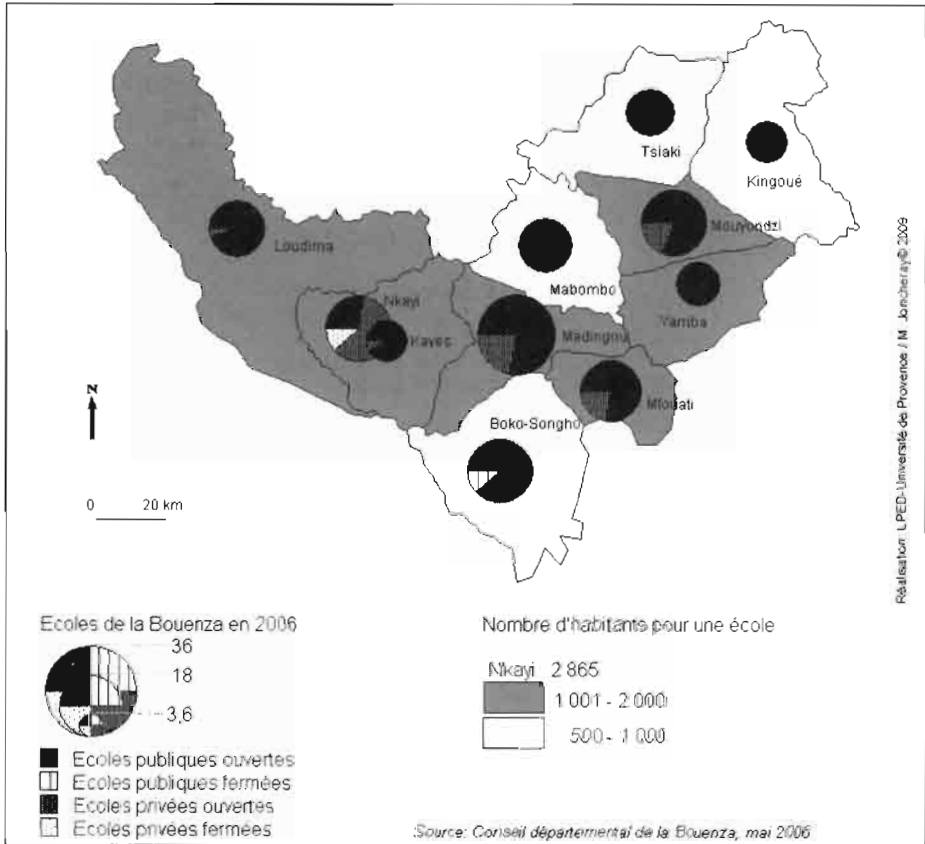 Tsiaki
Kingoué
Mouyondzi
Loudima
Mabombo
Yamba
Nkayi
Kayes
Madingou
Mfouati
Boko-Songho
N
0 20 km
Réalisation: LPED-Université de Provence / M. Joncheray© 2009
Ecoles de la Bouenza en 2006
36
18
3,6
Ecoles publiques ouvertes
Ecoles publiques fermées
Ecoles privées ouvertes
Ecoles privées fermées
Nombre d'habitants pour une école
Nkayi 2 865
1 001 - 2 000
500 - 1 000
Source: Conseil départemental de la Bouenza, mai 2006